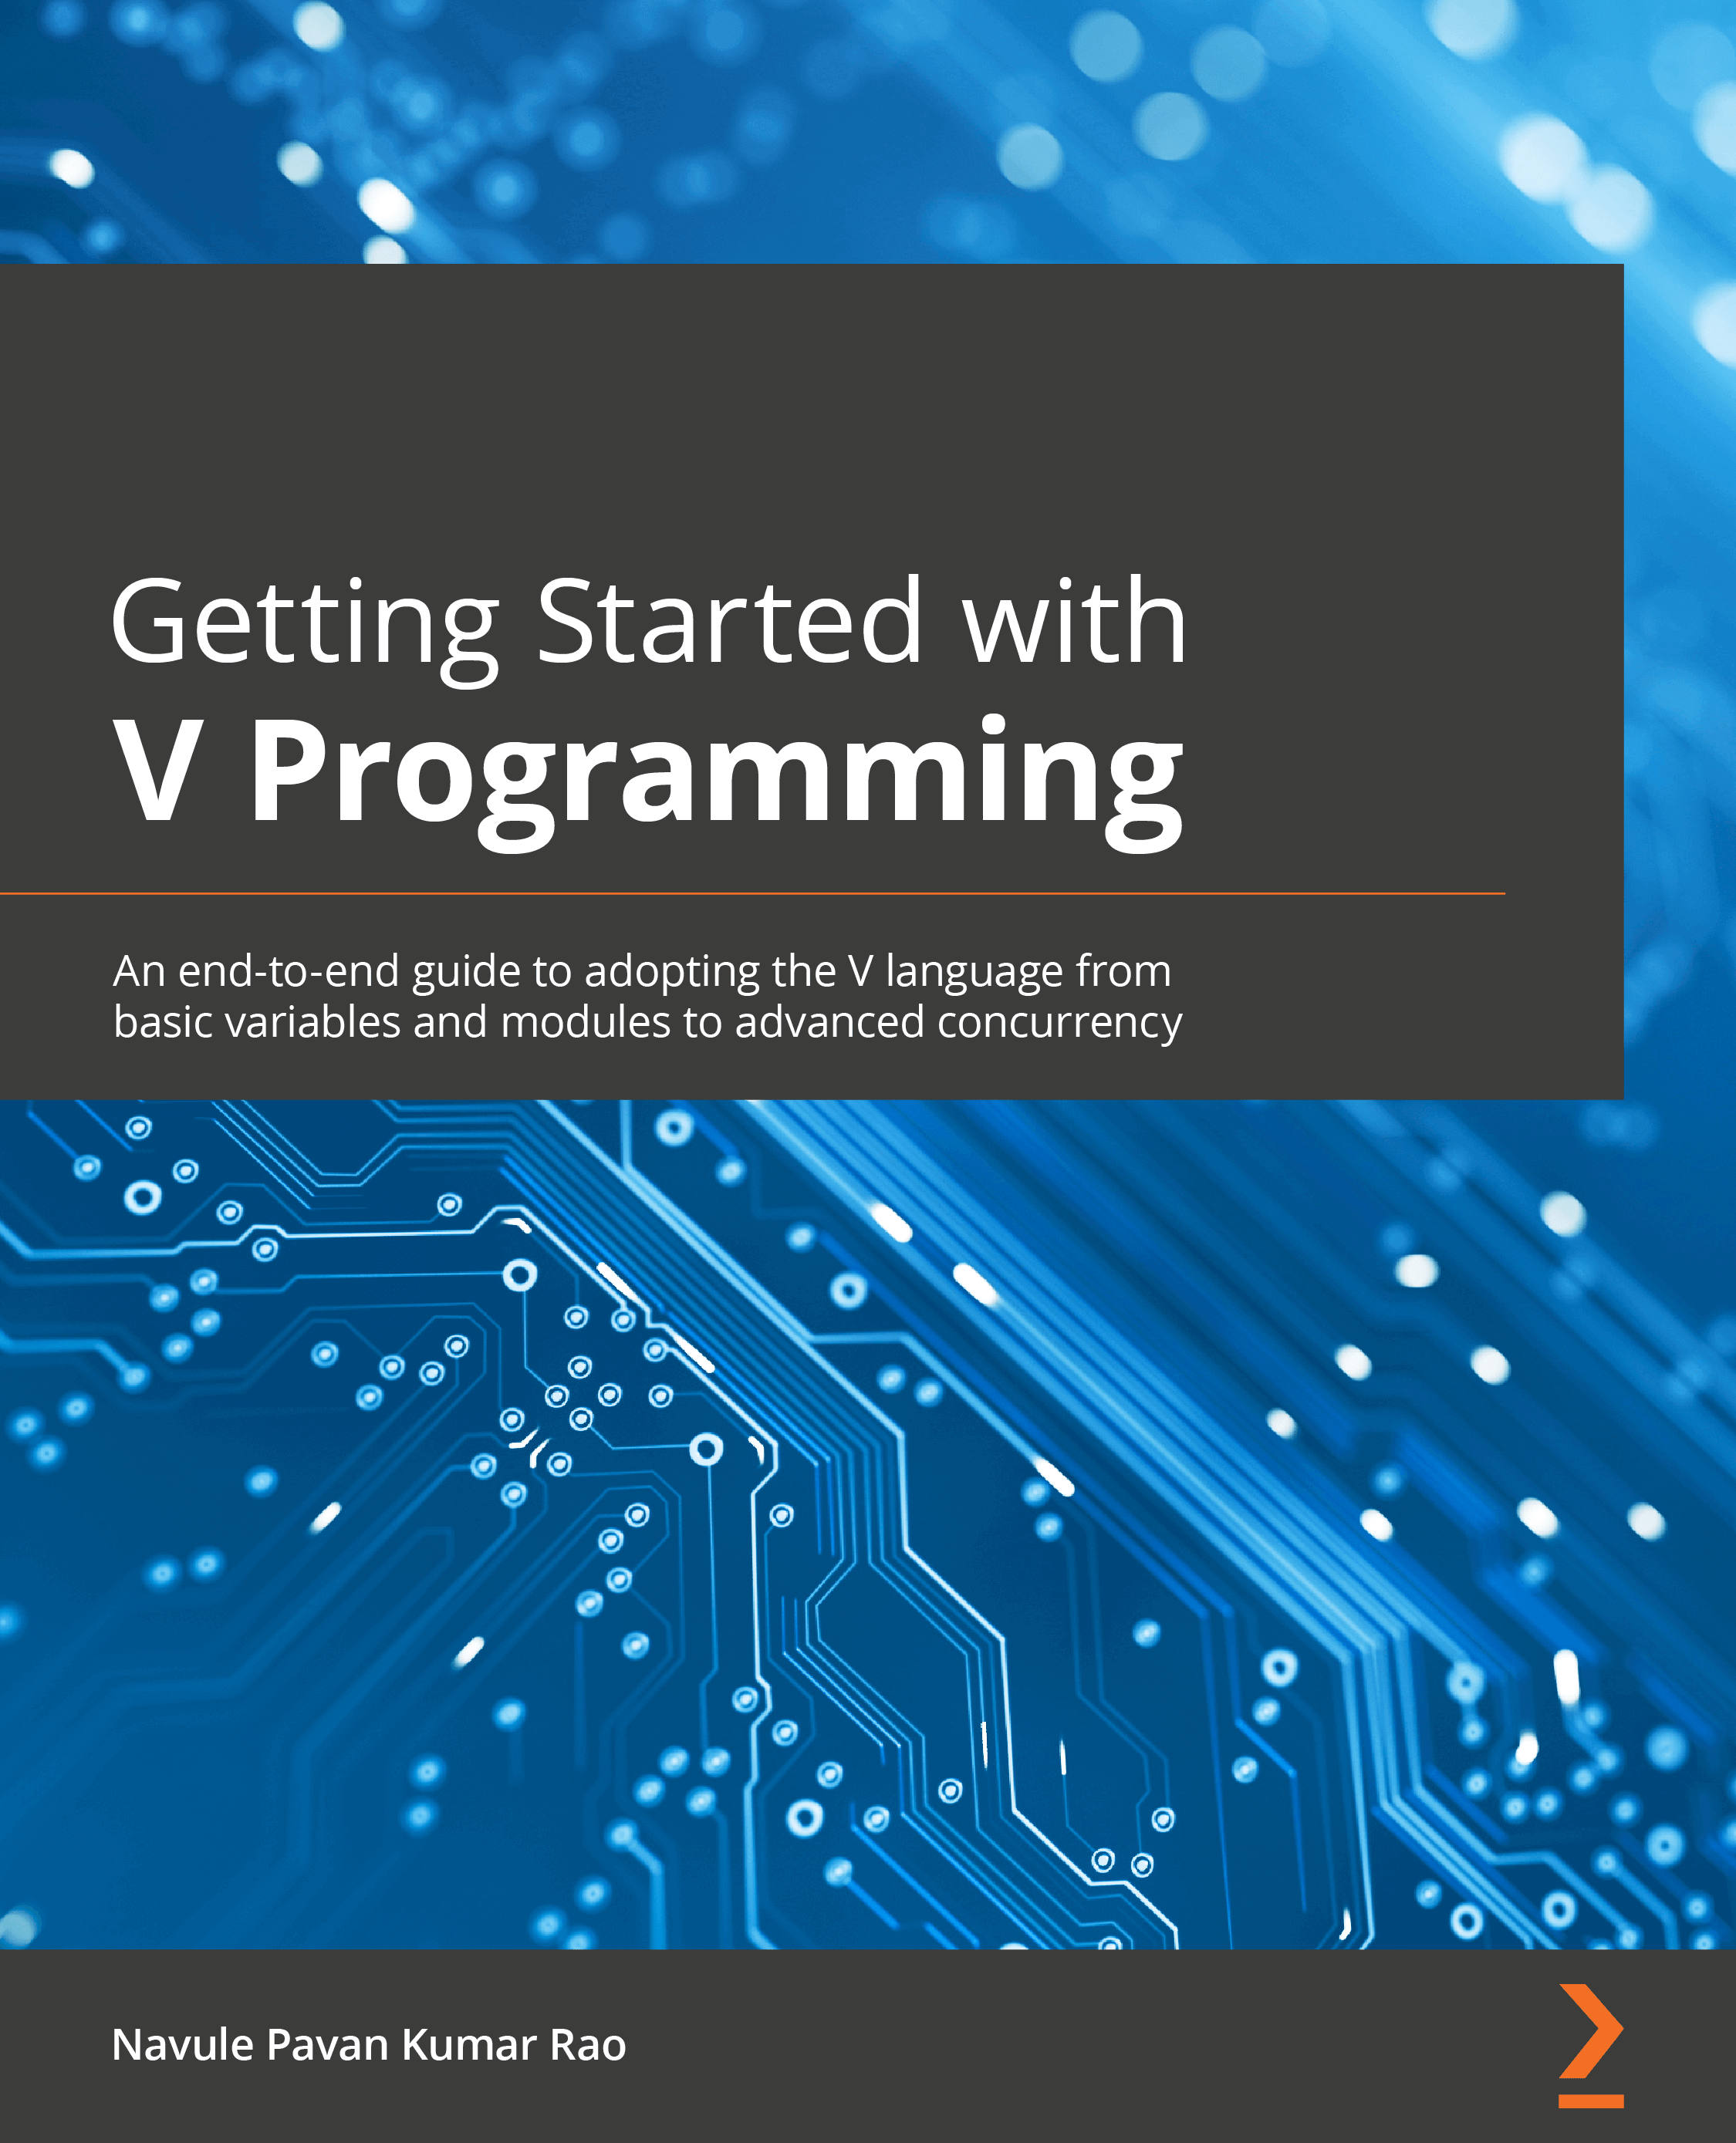 Getting Started with
V Programming
An end-to-end guide to adopting the V language from
basic variables and modules to advanced concurrency
Navule Pavan Kumar Rao